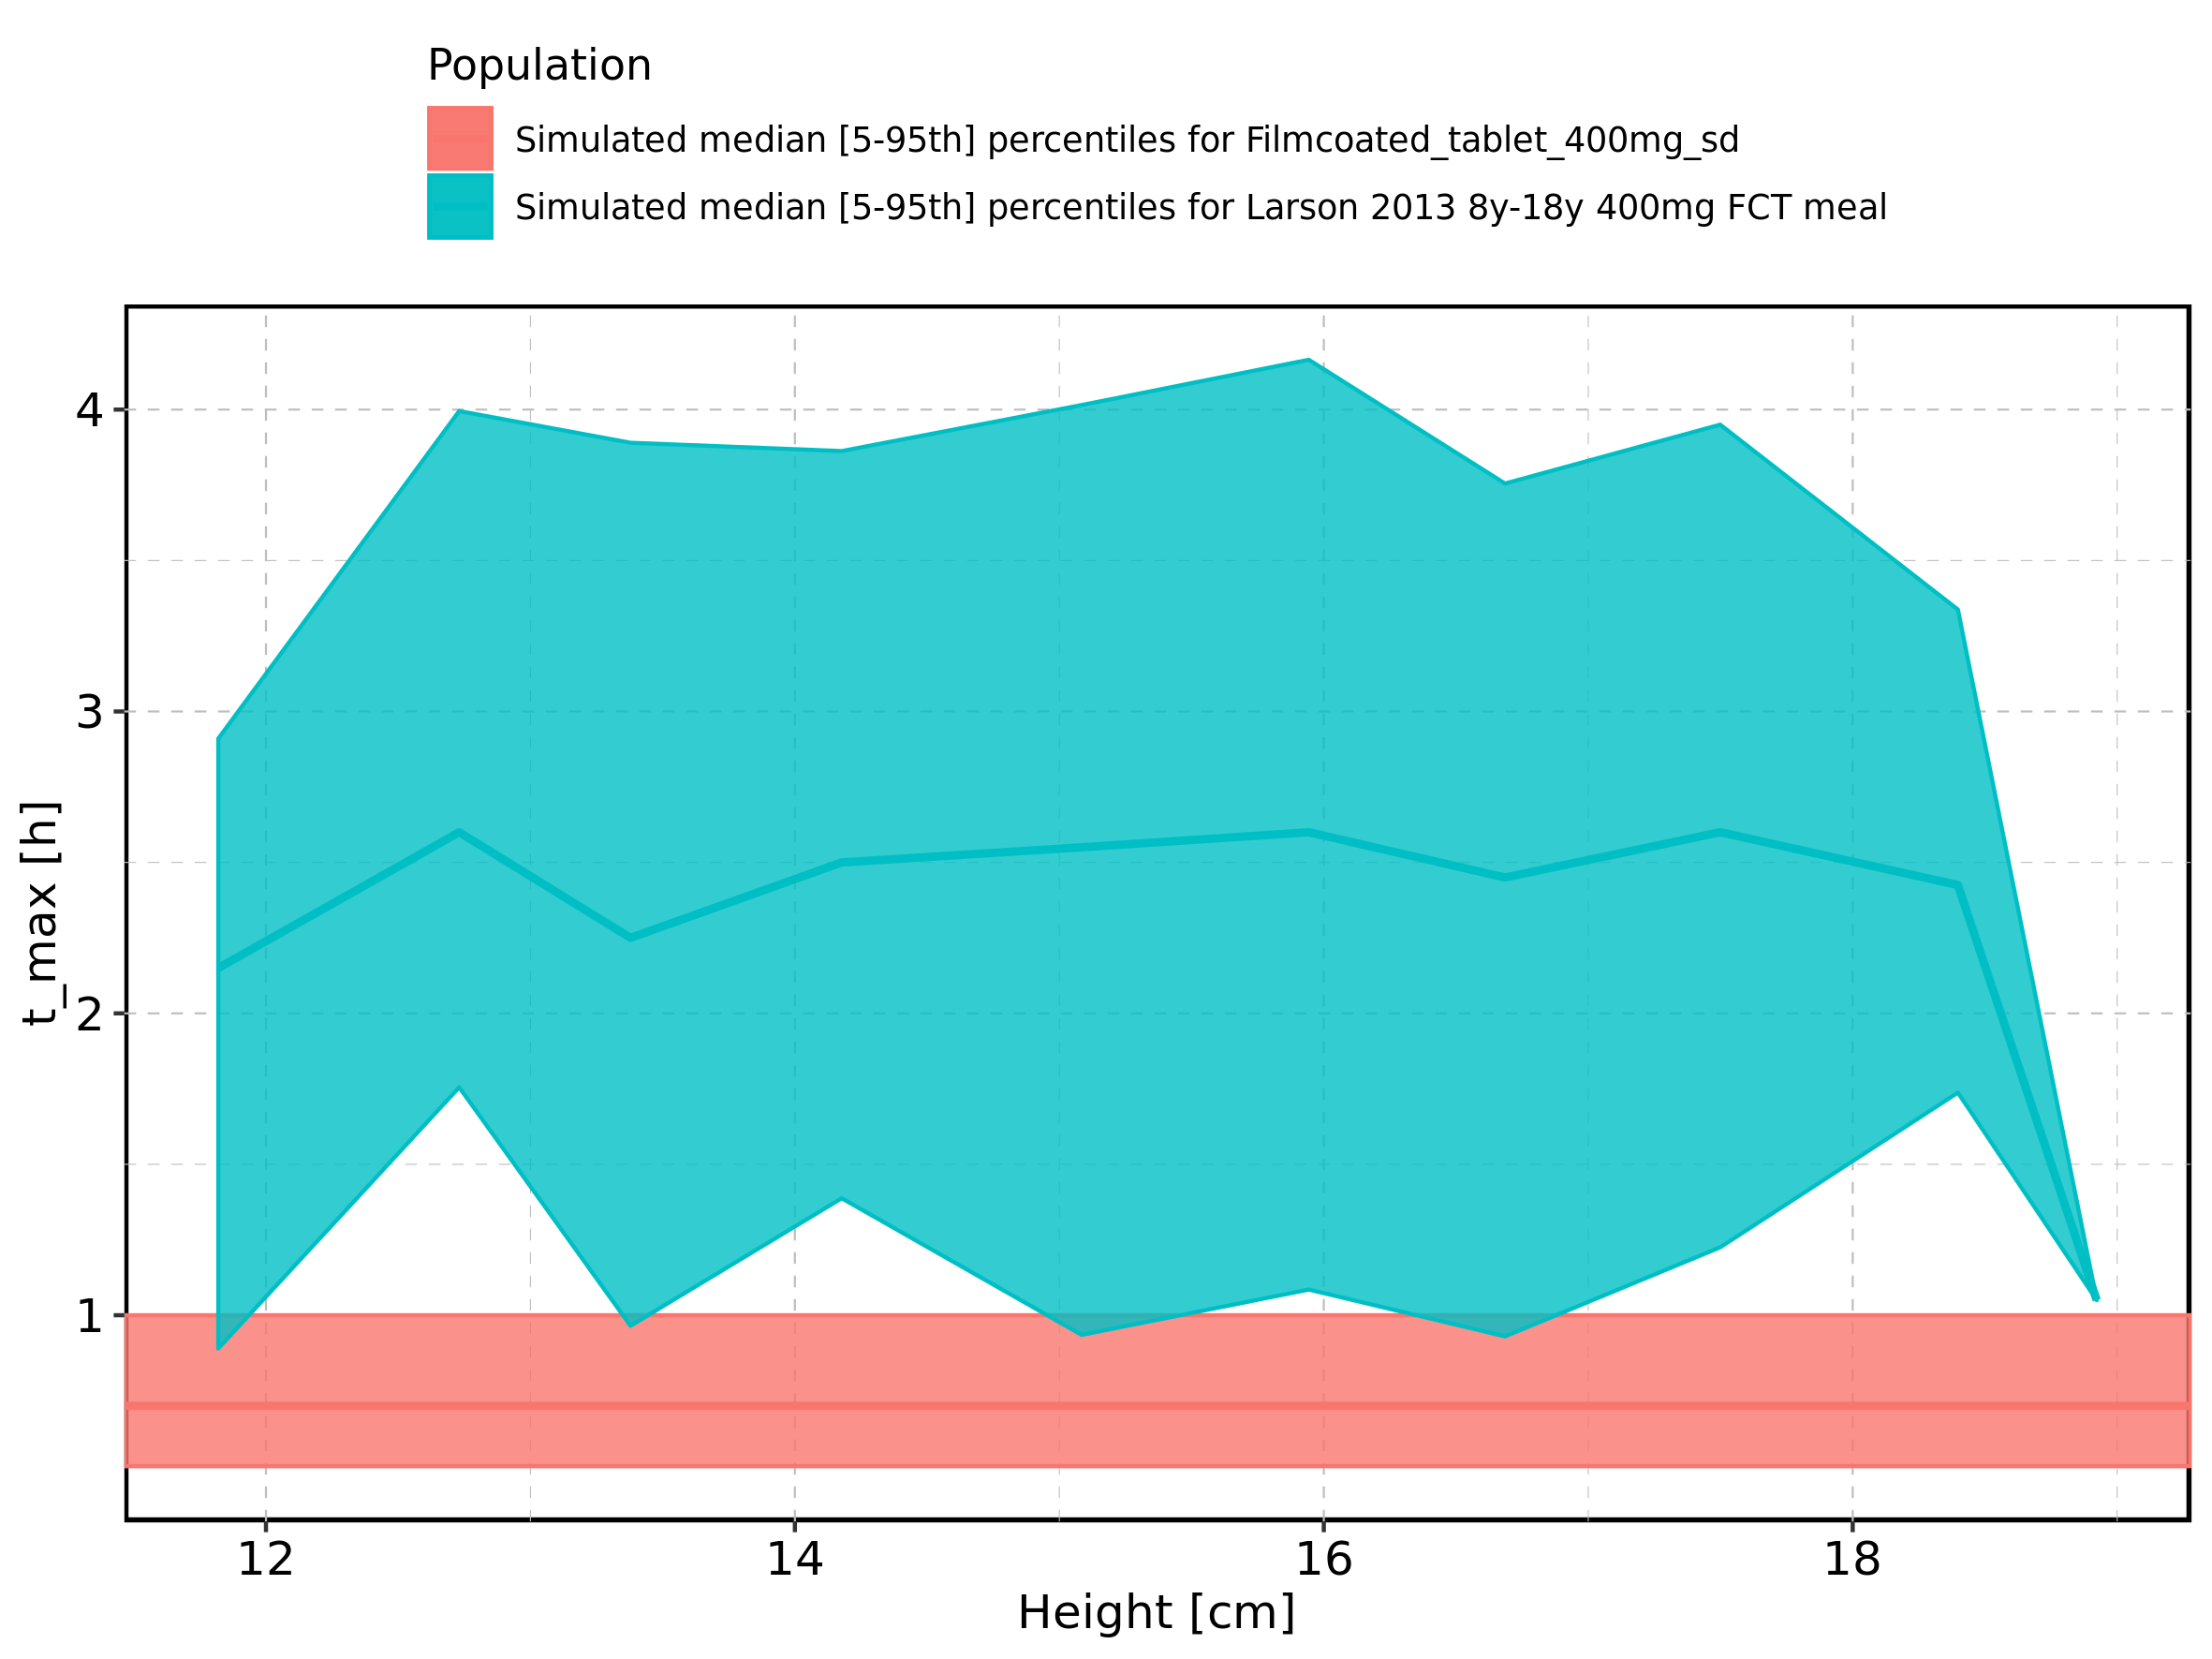 Population
Simulated median [5-95th] percentiles for Filmcoated_tablet_400mg_sd
Simulated median [5-95th] percentiles for Larson 2013 8y-18y 400mg FCT meal
4
3
2
1
t_max [h]
12 14 16 18
Height [cm]